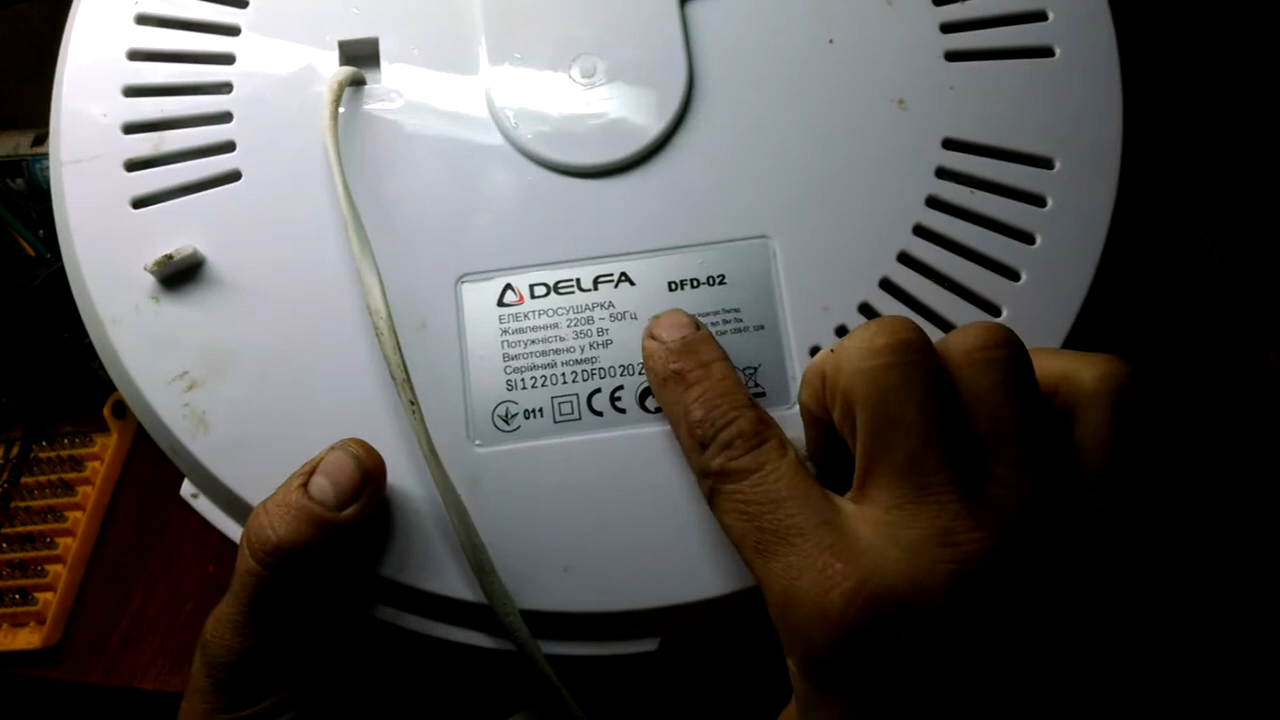 DELFA DFD-02
ЕЛЕКТРОСУШАРКА
Живлення: 220В ~ 50Гц
Потужність: 350 Вт
Виготовлено у КНР
Серійний номер:
SI122012DFD0202
011 CE